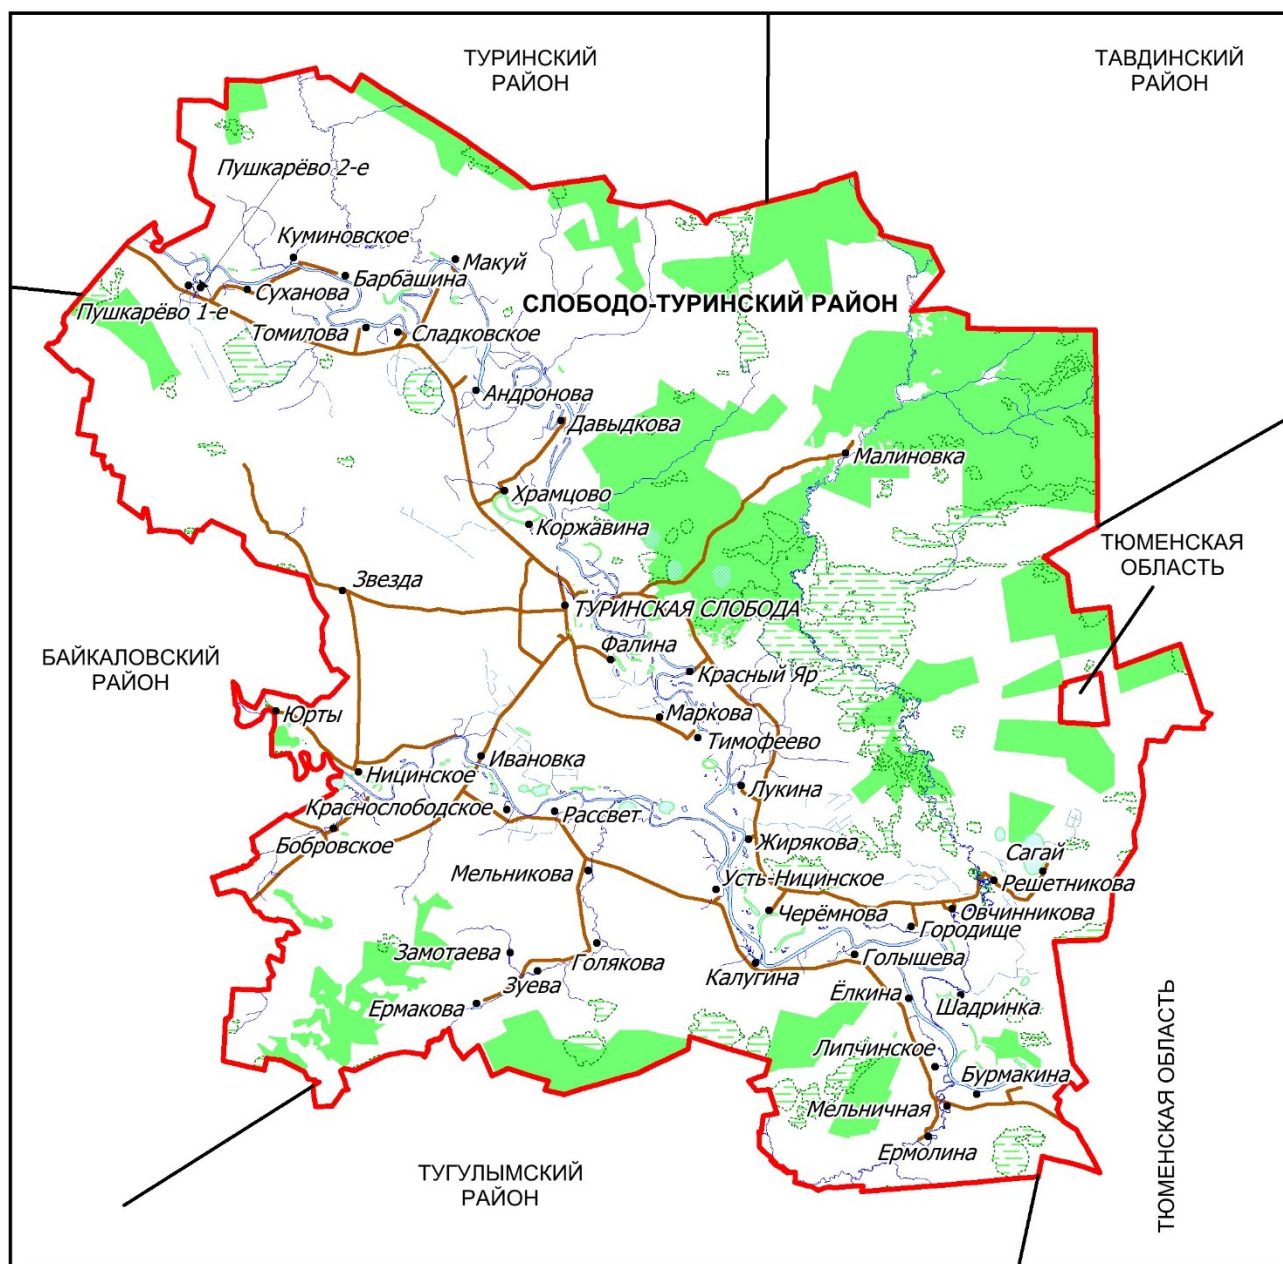 ТУРИНСКИЙ
РАЙОН
ТАВДИНСКИЙ
РАЙОН
Пушкарёво 2-е
Куминовское
Макуй
Барбашина
Суханова
Пушкарёво 1-е
СЛОБОДО-ТУРИНСКИЙ РАЙОН
Томилова
Сладковское
Андронова
Давыдкова
Малиновка
Храмцово
Коржавина
ТЮМЕНСКАЯ
ОБЛАСТЬ
Звезда
ТУРИНСКАЯ СЛОБОДА
Фалина
БАЙКАЛОВСКИЙ
РАЙОН
Красный Яр
Юрты
Маркова
Тимофеево
Ивановка
Ницинское
Лукина
Краснослободское
Рассвет
Бобровское
Жирякова
Сагай
Мельникова
Усть-Ницинское
Решетникова
Черёмнова
Овчинникова
Городище
Замотаева
Голякова
Голышева
Зуева
Калугина
Ермакова
Ёлкина
Шадринка
Липчинское
Бурмакина
Мельничная
Ермолина
ТУГУЛЫМСКИЙ
РАЙОН
ТЮМЕНСКАЯ ОБЛАСТЬ